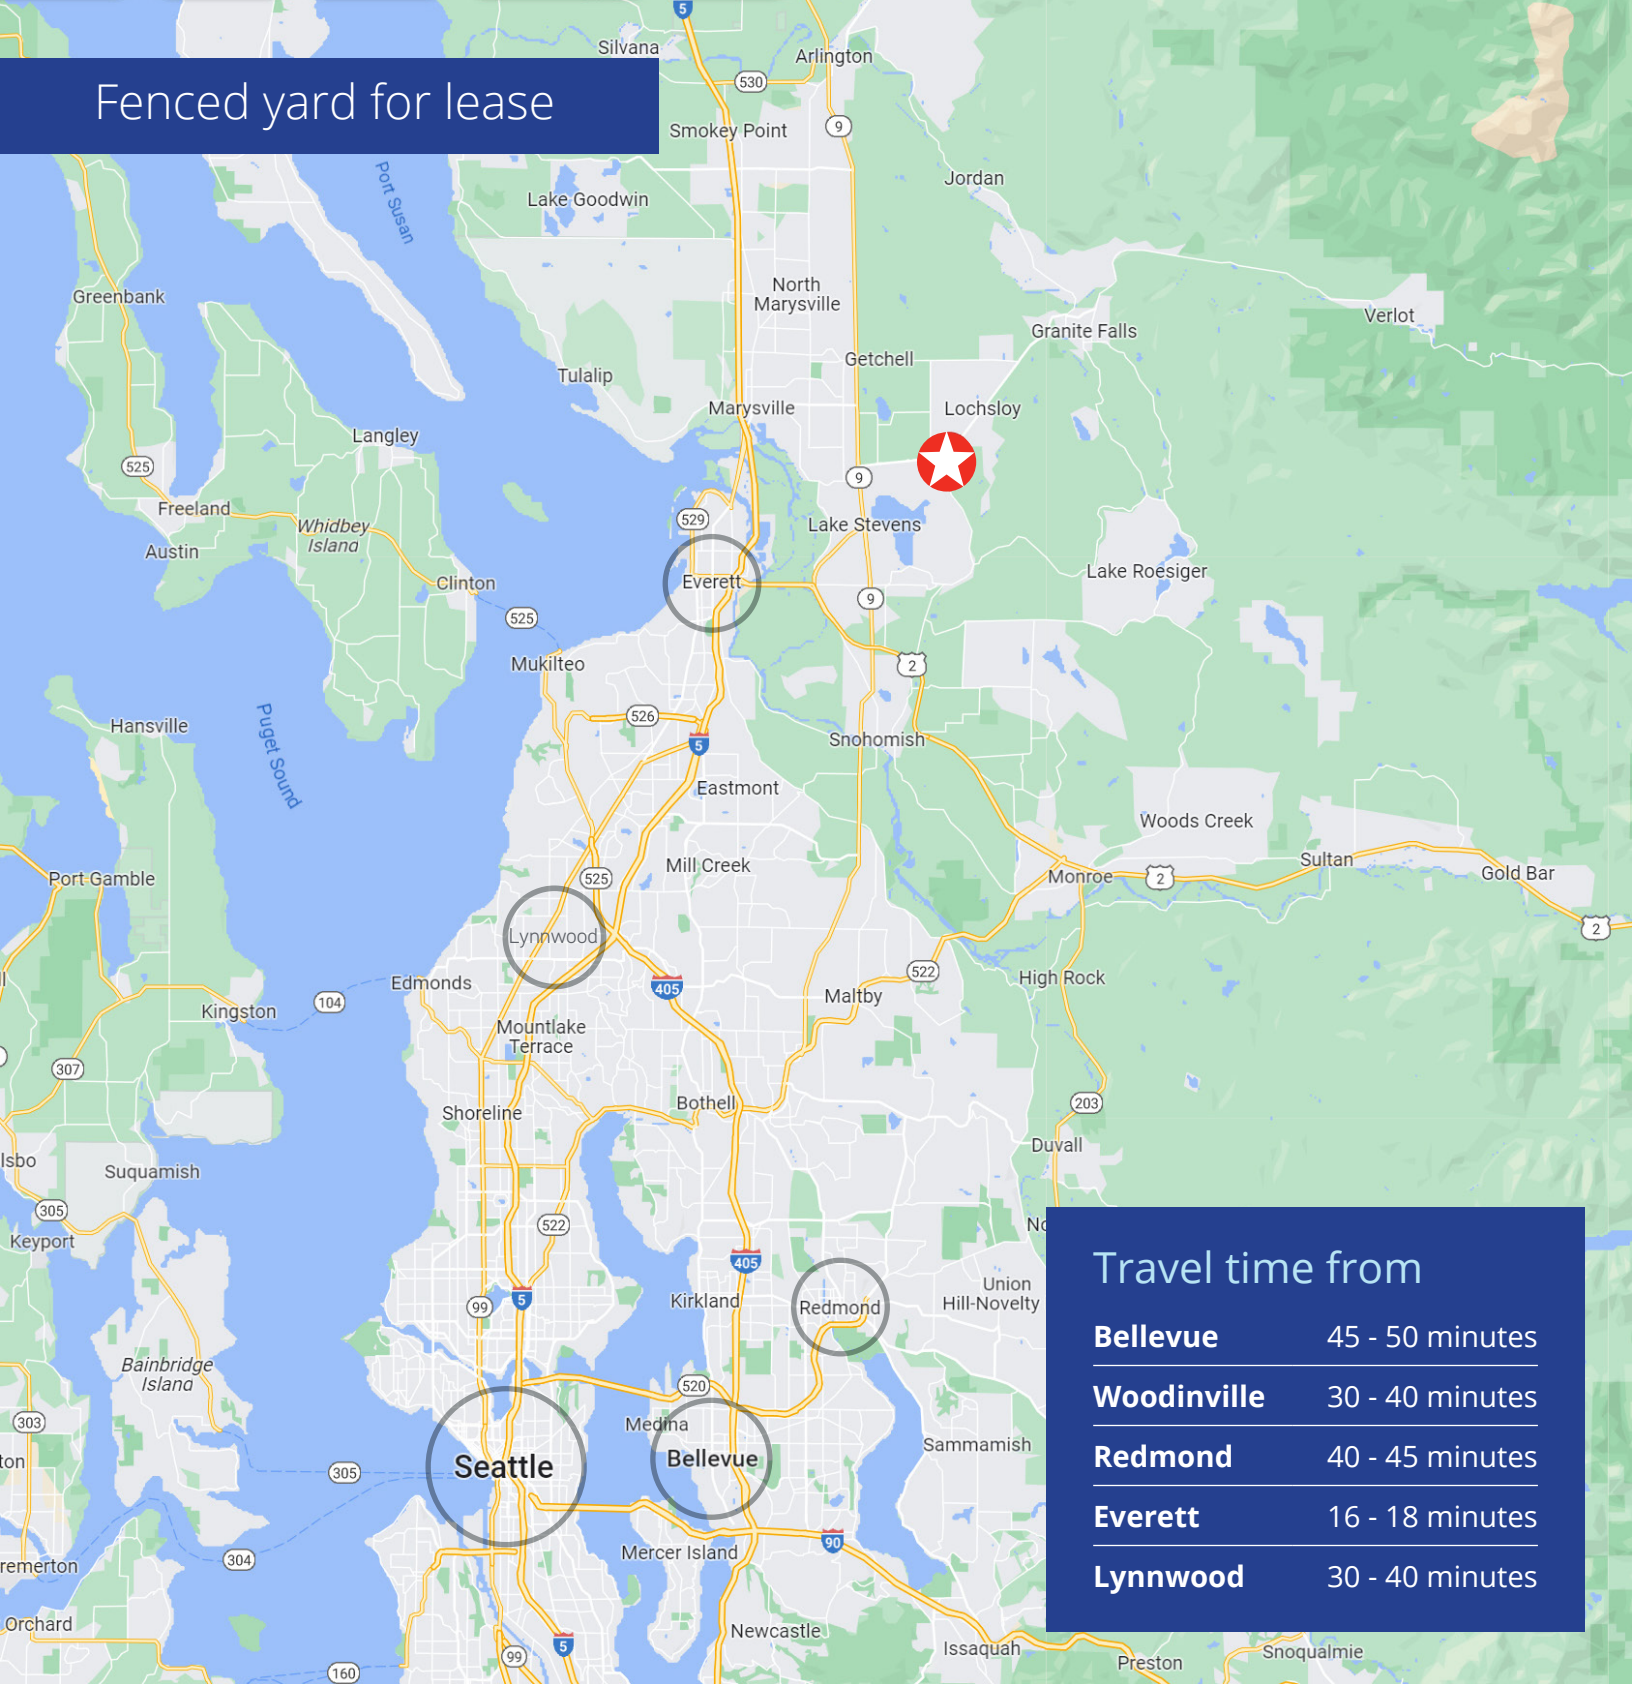 5
Silvana
Arlington
530
Fenced yard for lease
Smokey Point
9
Port Susan
Jordan
Lake Goodwin
North
Marysville
Greenbank
Verlot
Granite Falls
Getchell
Tulalip
Marysville
Lochsloy
Langley
525
9
Freeland
529
Lake Stevens
Whidbey
Island
Austin
Lake Roesiger
Everett
Clinton
9
525
Mukilteo
2
526
Hansville
Puget Sound
5
Snohomish
Eastmont
Woods Creek
Mill Creek
Sultan
Gold Bar
Port Gamble
525
Monroe
2
2
Lynnwood
522
High Rock
Edmonds
405
Maltby
104
Kingston
Mountlake
Terrace
307
Bothell
203
Shoreline
Duvall
lsbo
Suquamish
305
522
No
Keyport
405
Union
Hill-Novelty
Kirkland
5
99
Redmond
Bainbridge
Island
520
303
Medina
Sammamish
ton
Seattle
Bellevue
305
90
Mercer Island
304
remerton
Orchard
Newcastle
5
Issaquah
99
Preston
Snoqualmie
160
Travel time from
Bellevue 45 - 50 minutes
Woodinville 30 - 40 minutes
Redmond 40 - 45 minutes
Everett 16 - 18 minutes
Lynnwood 30 - 40 minutes